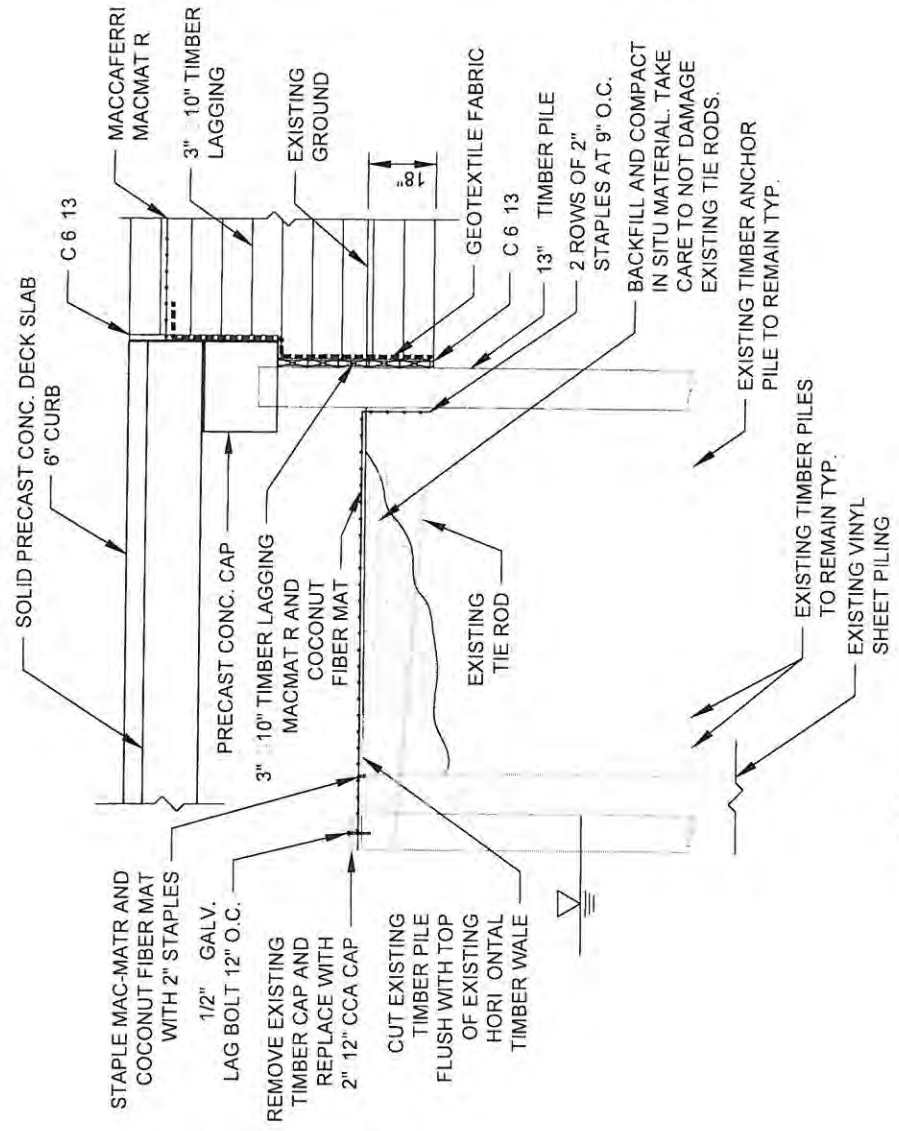 SOLID PRECAST CONC. DECK SLAB
6" CURB
C 6 13
MACCAFERRI
MACMAT R
3" 10" TIMBER
LAGGING
EXISTING
GROUND
18"
STAPLE MAC-MATR AND
COCONUT FIBER MAT
WITH 2" STAPLES
1/2" GALV.
LAG BOLT 12" O.C.
REMOVE EXISTING
TIMBER CAP AND
REPLACE WITH
2" 12" CCA CAP
CUT EXISTING
TIMBER PILE
FLUSH WITH TOP
OF EXISTING
HORI ONTAL
TIMBER WALE
PRECAST CONC. CAP
3" 10" TIMBER LAGGING
MACMAT R AND
COCONUT
FIBER MAT
EXISTING
TIE ROD
GEOTEXTILE FABRIC
C 6 13
13" TIMBER PILE
2 ROWS OF 2"
STAPLES AT 9" O.C.
BACKFILL AND COMPACT
IN SITU MATERIAL. TAKE
CARE TO NOT DAMAGE
EXISTING TIE RODS.
EXISTING TIMBER ANCHOR
PILE TO REMAIN TYP.
EXISTING TIMBER PILES
TO REMAIN TYP.
EXISTING VINYL
SHEET PILING